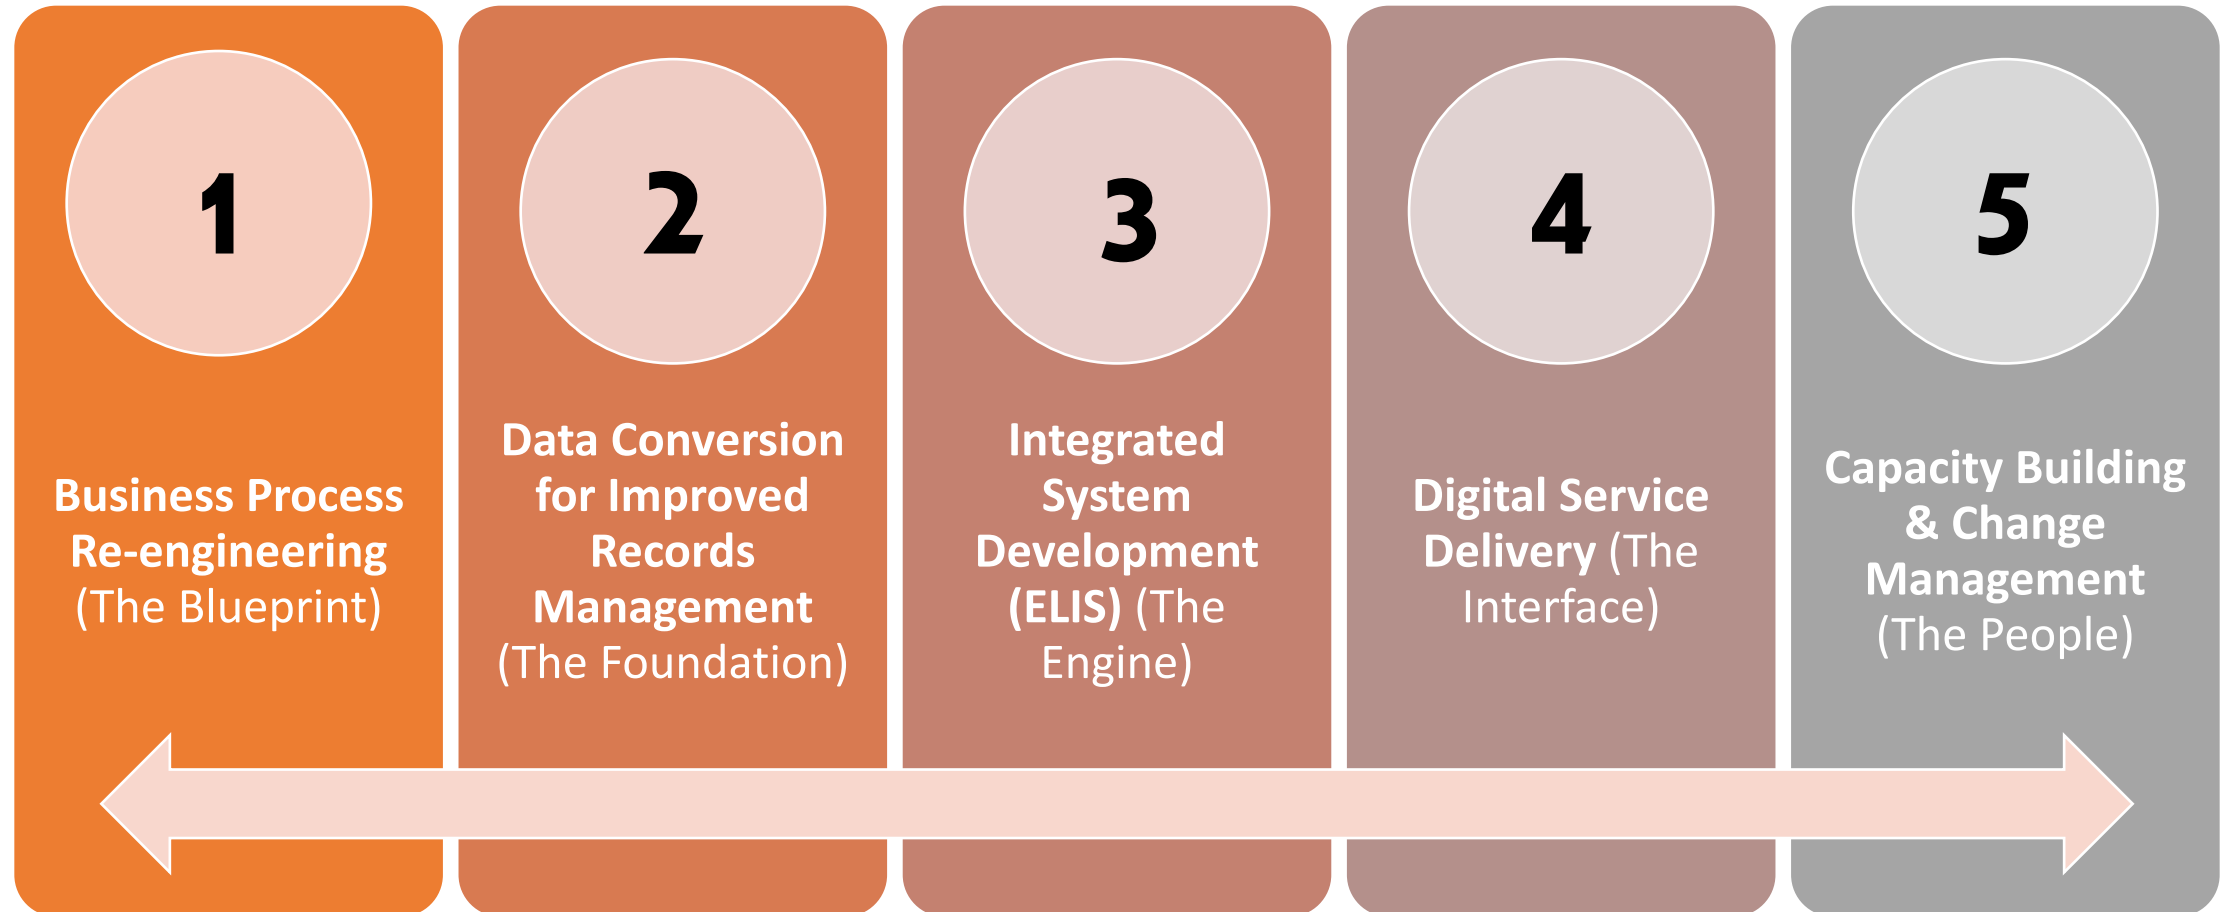 1
Business Process
Re-engineering
(The Blueprint)
2
Data Conversion
for Improved
Records
Management
(The Foundation)
3
Integrated
System
Development
(ELIS) (The
Engine)
4
Digital Service
Delivery (The
Interface)
5
Capacity Building
& Change
Management
(The People)